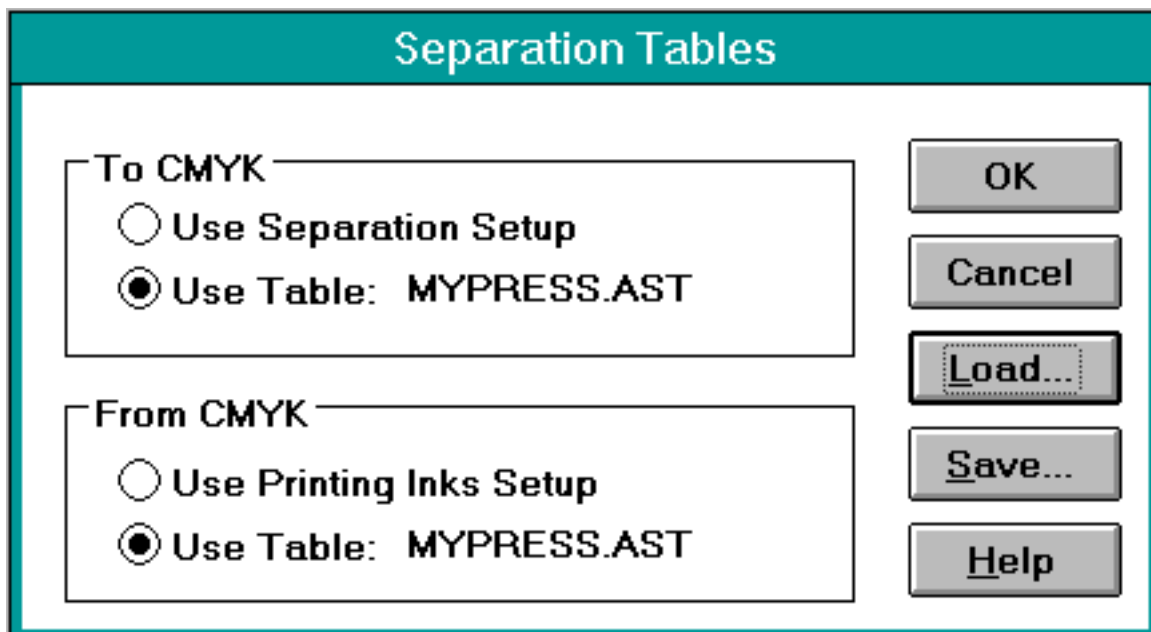 Separation Tables
To CMYK
Use Separation Setup
Use Table: MYPRESS.AST
From CMYK
Use Printing Inks Setup
Use Table: MYPRESS.AST
OK
Cancel
Load...
Save...
Help